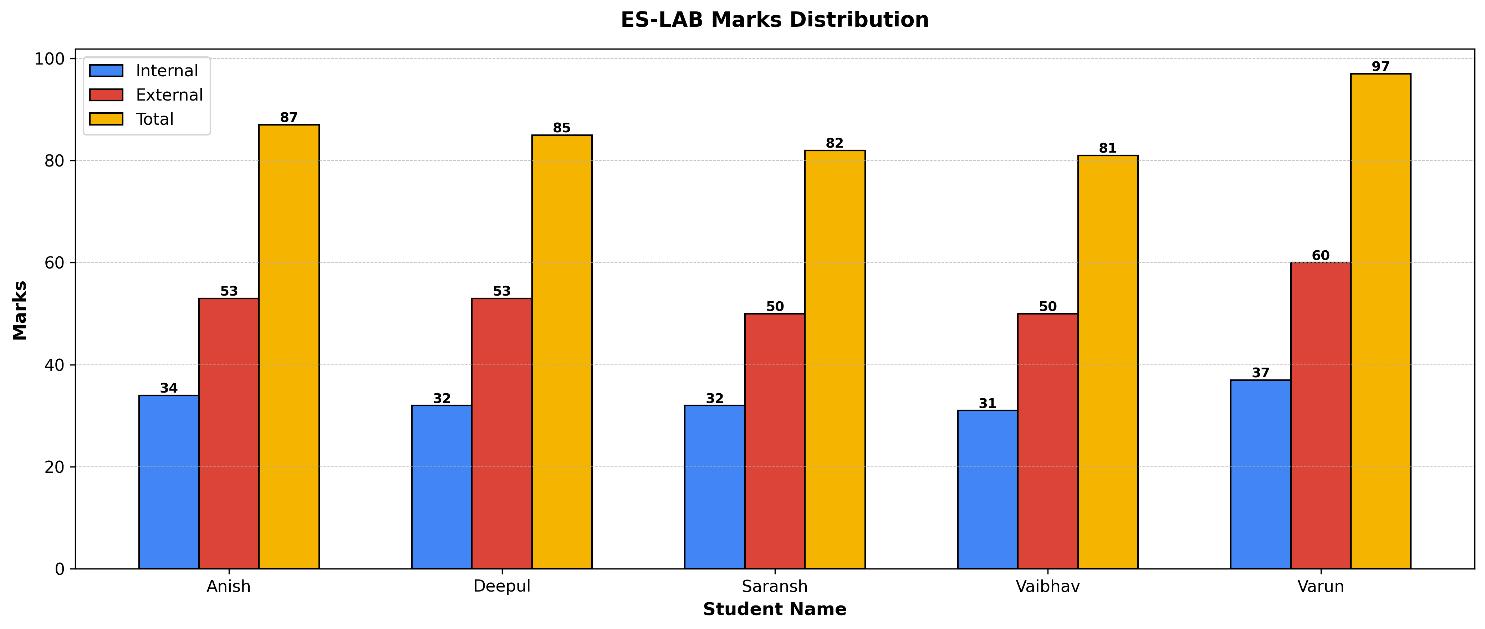 ES-LAB Marks Distribution
Internal
External
Total
Marks
100
80
60
40
20
0
34
53
87
32
53
85
32
50
82
31
50
81
37
60
97
Anish
Deepul
Saransh
Vaibhav
Varun
Student Name